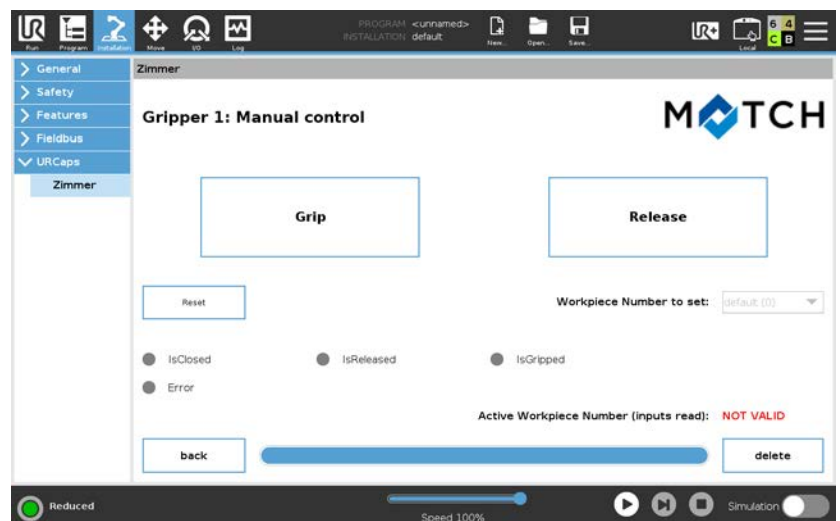 PROGRAM <unnamed>
INSTALLATION default
UR
R+
6 4
C B
Run Program Installation Move I/O Log New... Open... Save... Local
General
Zimmer
Safety
Features
Fieldbus
URCaps
Zimmer
Gripper 1: Manual control
MATCH
Grip
Release
Reset
Workpiece Number to set: default (0)
IsClosed IsReleased IsGripped
Error
Active Workpiece Number (inputs read): NOT VALID
back
delete
Reduced
Speed 100%
Simulation